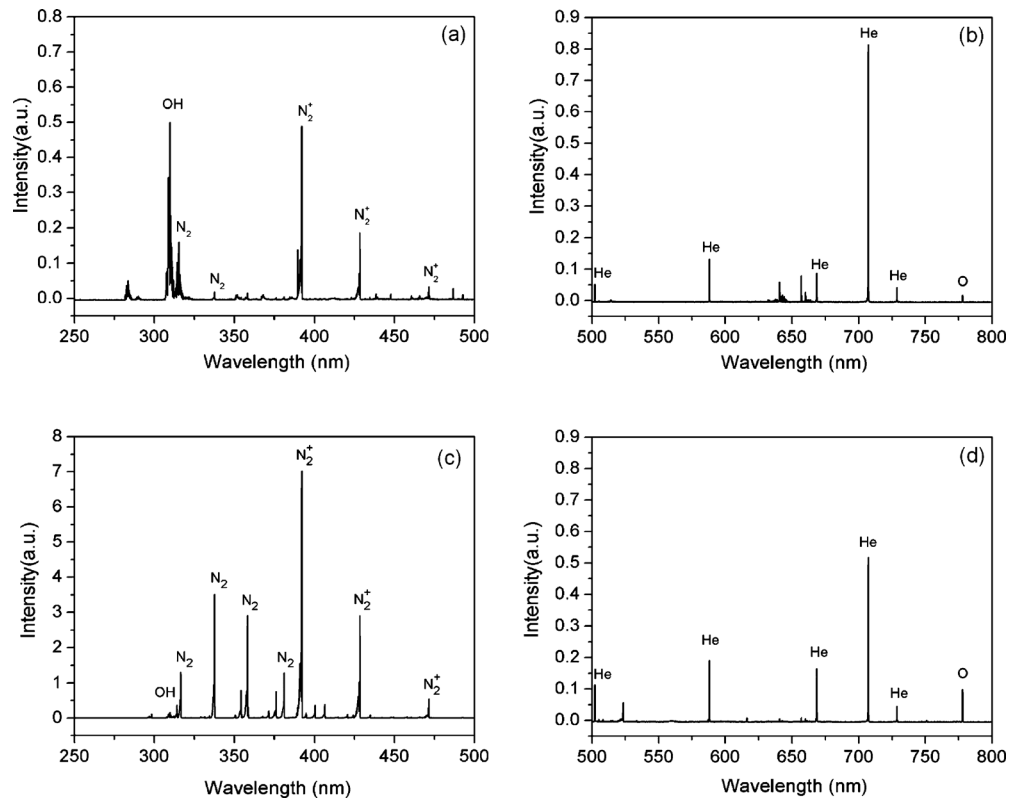 (a)
0.8
0.7
0.6
0.5
0.4
0.3
0.2
0.1
0.0
Intensity(a.u.)
OH
N2
N2
N2+
N2+
N2+
250 300 350 400 450 500
Wavelength (nm)
(b)
0.9
0.8
0.7
0.6
0.5
0.4
0.3
0.2
0.1
0.0
Intensity(a.u.)
He
He
He
He
He
O
500 550 600 650 700 750 800
Wavelength (nm)
(c)
8
7
6
5
4
3
2
1
0
Intensity(a.u.)
OH
N2
N2
N2
N2
N2+
N2+
N2+
250 300 350 400 450 500
Wavelength (nm)
(d)
0.9
0.8
0.7
0.6
0.5
0.4
0.3
0.2
0.1
0.0
Intensity(a.u.)
He
He
He
He
He
O
500 550 600 650 700 750 800
Wavelength (nm)